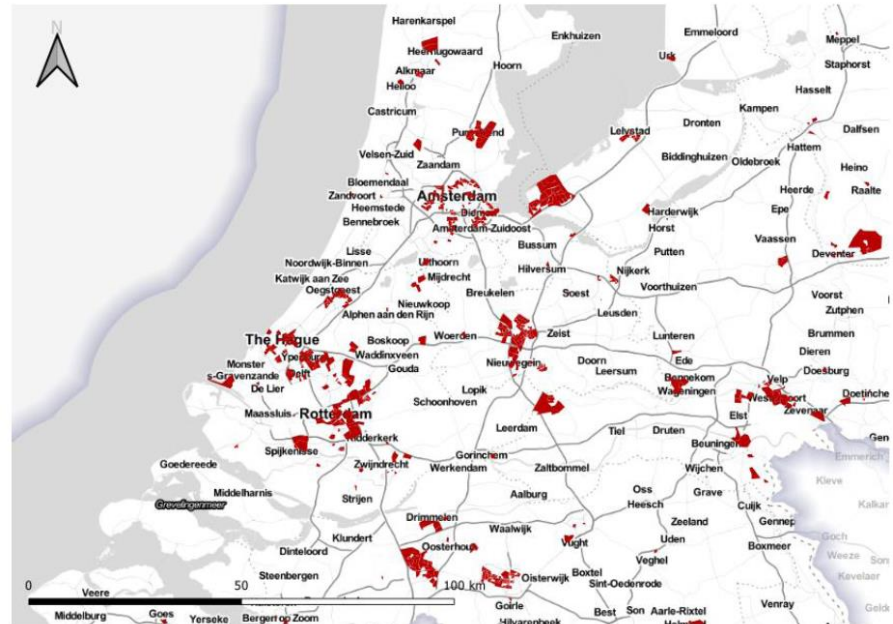 N
Harenkarspel
Enkhuizen
Emmeloord
Meppel
Heerhugowaard
Urk
Staphorst
Hoorn
Alkmaar
Heiloo
Hasselt
Castricum
Kampen
Purmerend
Lelystad
Dronten
Dalfsen
Velsen-Zuid
Hattem
Zaandam
Biddinghuizen
Oldebroek
Heino
Bloemendaal
Zandvoort
Amsterdam
Heerde
Raalte
Heemstede
Diemen
Harderwijk
Epe
Bennebroek
Amsterdam-Zuidoost
Horst
Vaassen
Lisse
Bussum
Putten
Deventer
Noordwijk-Binnen
Uithoorn
Hilversum
Nijkerk
Katwijk aan Zee
Mijdrecht
Voorthuizen
Oegstgeest
Breukelen
Soest
Voorst
Nieuwkoop
Zutphen
Alphen aan den Rijn
Leusden
The Hague
Boskoop
Woerden
Zeist
Lunteren
Brummen
Ypenburg
Waddinxveen
Dieren
Monster
Nieuwegein
Doorn
Ede
Doesburg
s-Gravenzande
Delft
Gouda
Leersum
Bennekom
Velp
De Lier
Lopik
Wageningen
Westervoort
Doetinche
Maassluis
Rotterdam
Schoonhoven
Elst
Zevenaar
Leerdam
Tiel
Druten
Ridderkerk
Beuningen
Gen
Spijkenisse
Gorinchem
Emmerich
Goedereede
Zwijndrecht
Werkendam
Zaltbommel
Wijchen
Kleve
Middelharnis
Strijen
Aalburg
Oss
Grave
Grevelingenmeer
Heesch
Cuijk
Kalkar
Drimmelen
Waalwijk
Zeeland
Gennep
Klundert
Uden
Goch
Dinteloord
Oosterhout
Vught
Boxmeer
Weeze
Sons
Veghel
Steenbergen
Oisterwijk
Boxtel
Kevelaer
0
50
100 km
Sint-Oedenrode
Veere
Goirle
Venray
Gelde
Middelburg
Goes
Yerseke
Bergen op Zoom
Best
Son
Aarle-Rixtel
Hilvarenbeek